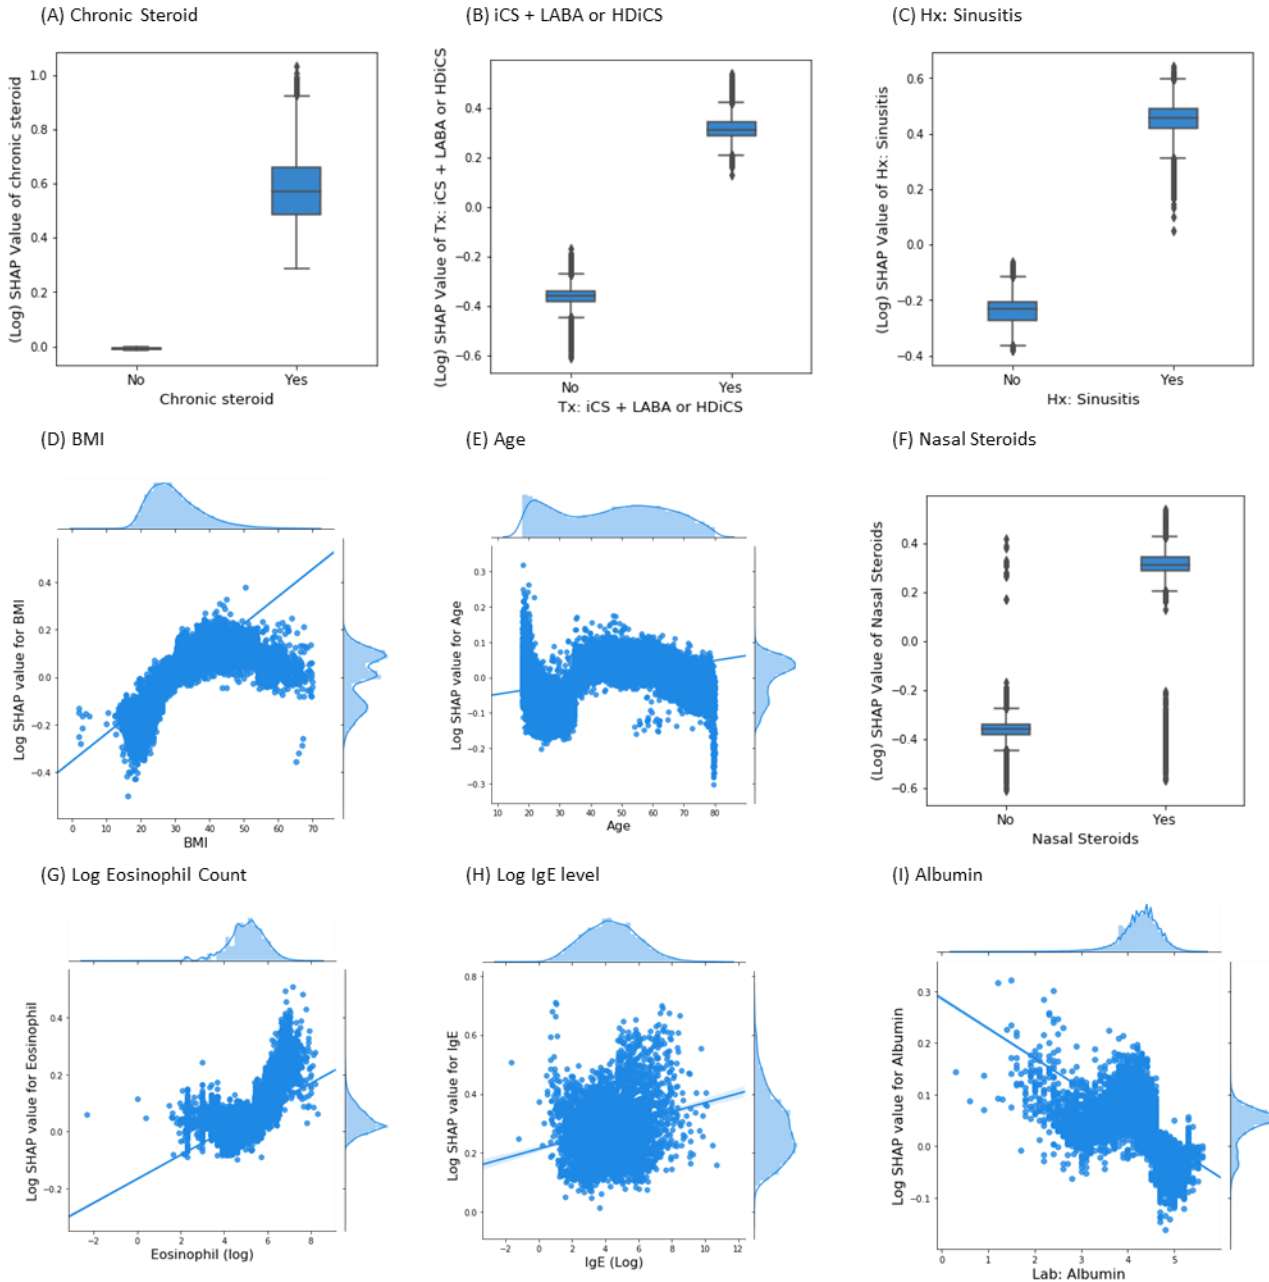 (A) Chronic Steroid
(B) iCS + LABA or HDiCS
(C) Hx: Sinusitis
(Log) SHAP Value of chronic steroid
1.0
0.8
0.6
0.4
0.2
0.0
No
Yes
Chronic steroid
(Log) SHAP Value of Tx: iCS + LABA or HDiCS
0.4
0.2
0.0
−0.2
−0.4
−0.6
No
Yes
Tx: iCS + LABA or HDiCS
(Log) SHAP Value of Hx: Sinusitis
0.6
0.4
0.2
0.0
−0.2
−0.4
No
Yes
Hx: Sinusitis
(D) BMI
(E) Age
(F) Nasal Steroids
Log SHAP value for BMI
0.4
0.2
0.0
−0.2
−0.4
0 10 20 30 40 50 60 70
BMI
Log SHAP value for Age
0.3
0.2
0.1
0.0
−0.1
−0.2
−0.3
10 20 30 40 50 60 70 80
Age
(Log) SHAP Value of Nasal Steroids
0.4
0.2
0.0
−0.2
−0.4
−0.6
No
Yes
Nasal Steroids
(G) Log Eosinophil Count
(H) Log IgE level
(I) Albumin
Log SHAP value for Eosinophil
0.4
0.2
0.0
−0.2
−2 0 2 4 6 8
Eosinophil (log)
Log SHAP value for IgE
0.8
0.6
0.4
0.2
0.0
−2 0 2 4 6 8 10 12
IgE (Log)
Log SHAP value for Albumin
0.3
0.2
0.1
0.0
−0.1
0 1 2 3 4 5
Lab: Albumin